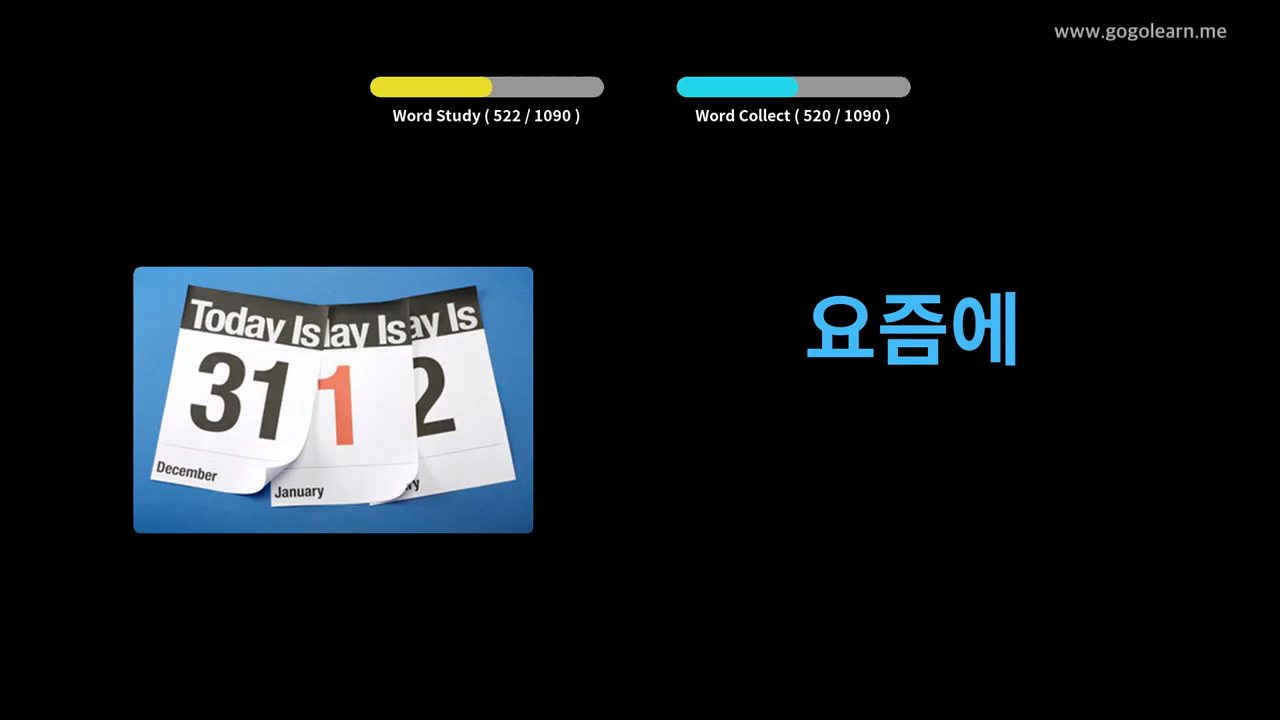 www.gogolearn.me
Word Study ( 522 / 1090 )
Word Collect ( 520 / 1090 )
Today Is
ay Is
ay Is
31
1
2
December
January
ry
요즘에